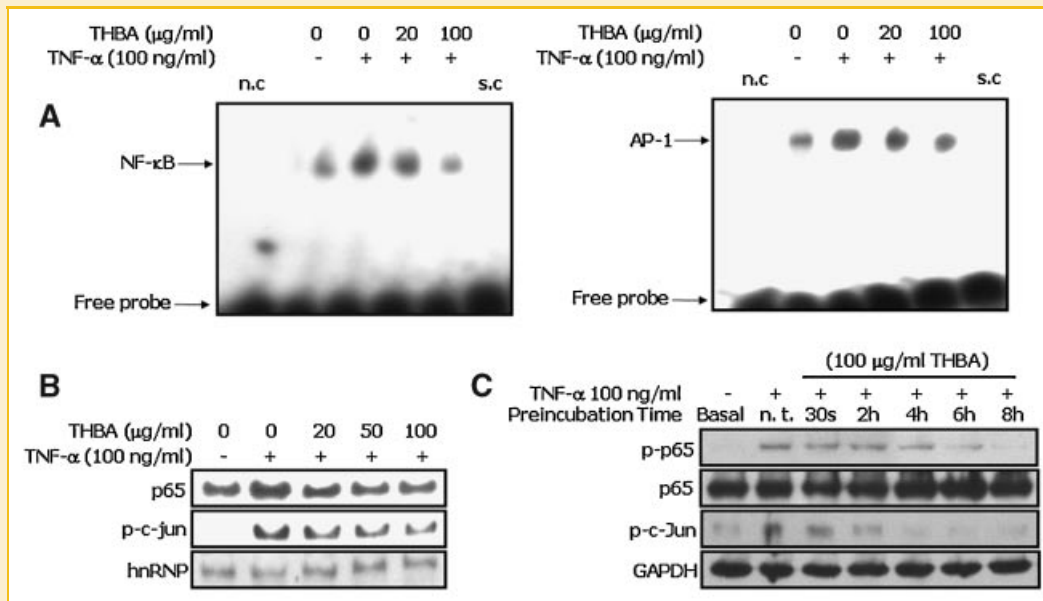 THBA (µg/ml) 0 0 20 100
TNF-α (100 ng/ml) - + + +
n.c s.c
A
NF-κB
Free probe
THBA (µg/ml) 0 0 20 100
TNF-α (100 ng/ml) - + + +
n.c s.c
AP-1
Free probe
B
THBA (µg/ml) 0 0 20 50 100
TNF-α (100 ng/ml) - + + + +
p65
p-c-jun
hnRNP
C
(100 µg/ml THBA)
TNF-α 100 ng/ml - + + + + + +
Preincubation Time Basal n. t. 30s 2h 4h 6h 8h
p-p65
p65
p-c-Jun
GAPDH